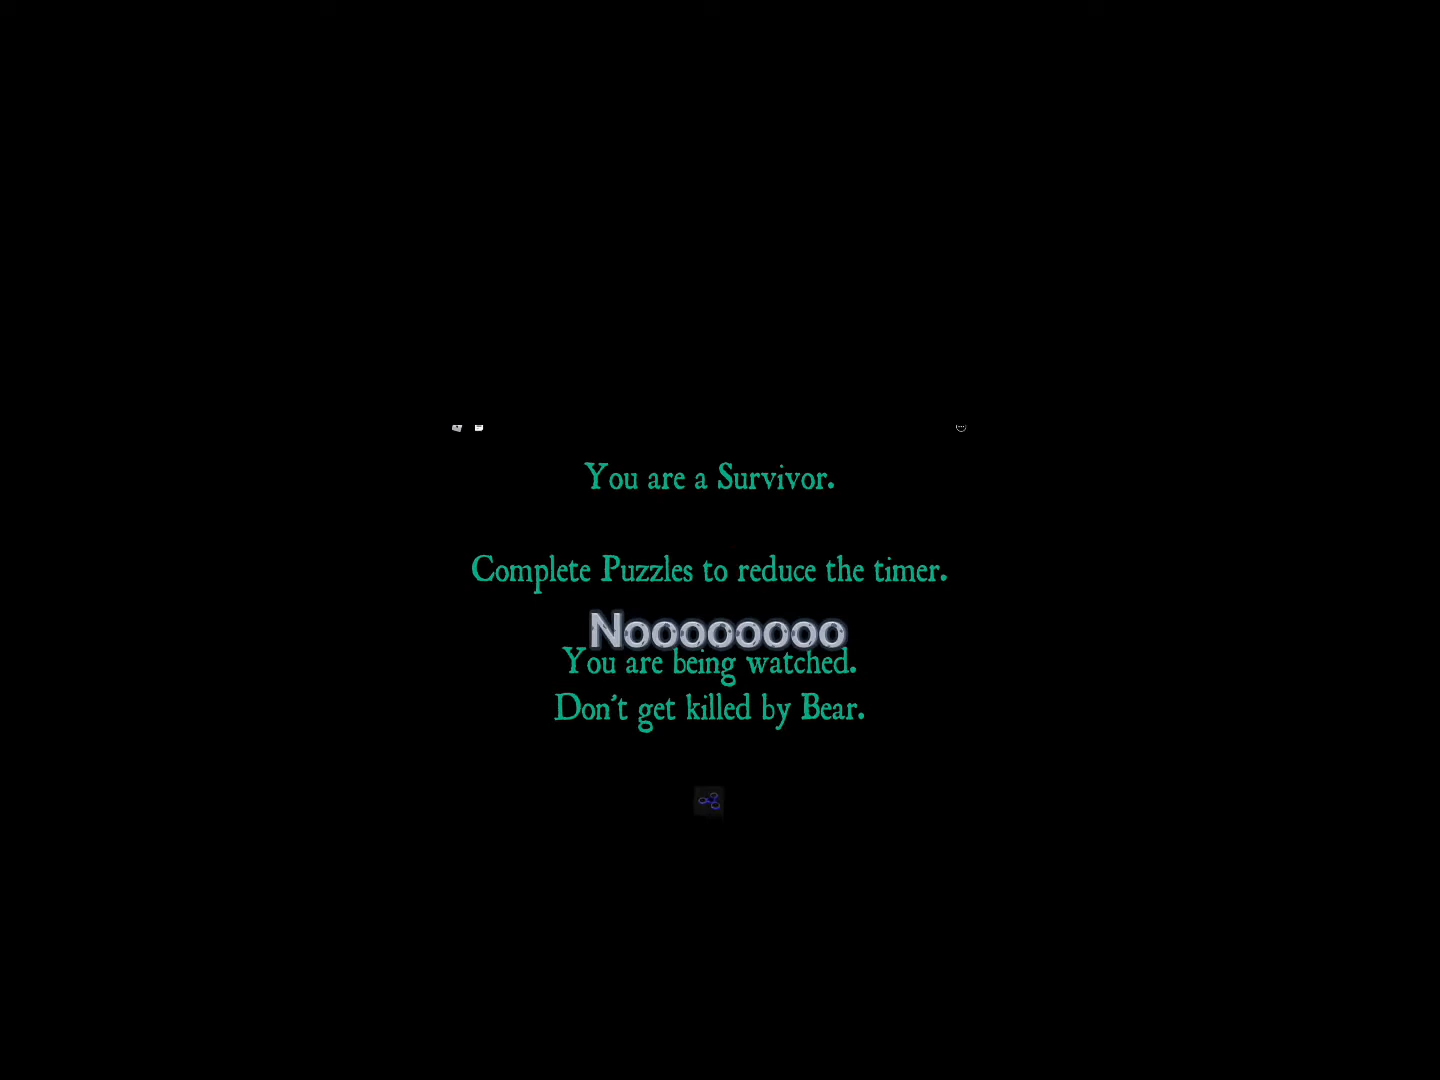 You are a Survivor.
Complete Puzzles to reduce the timer.
Noooooooo
You are being watched.
Don't get killed by Bear.